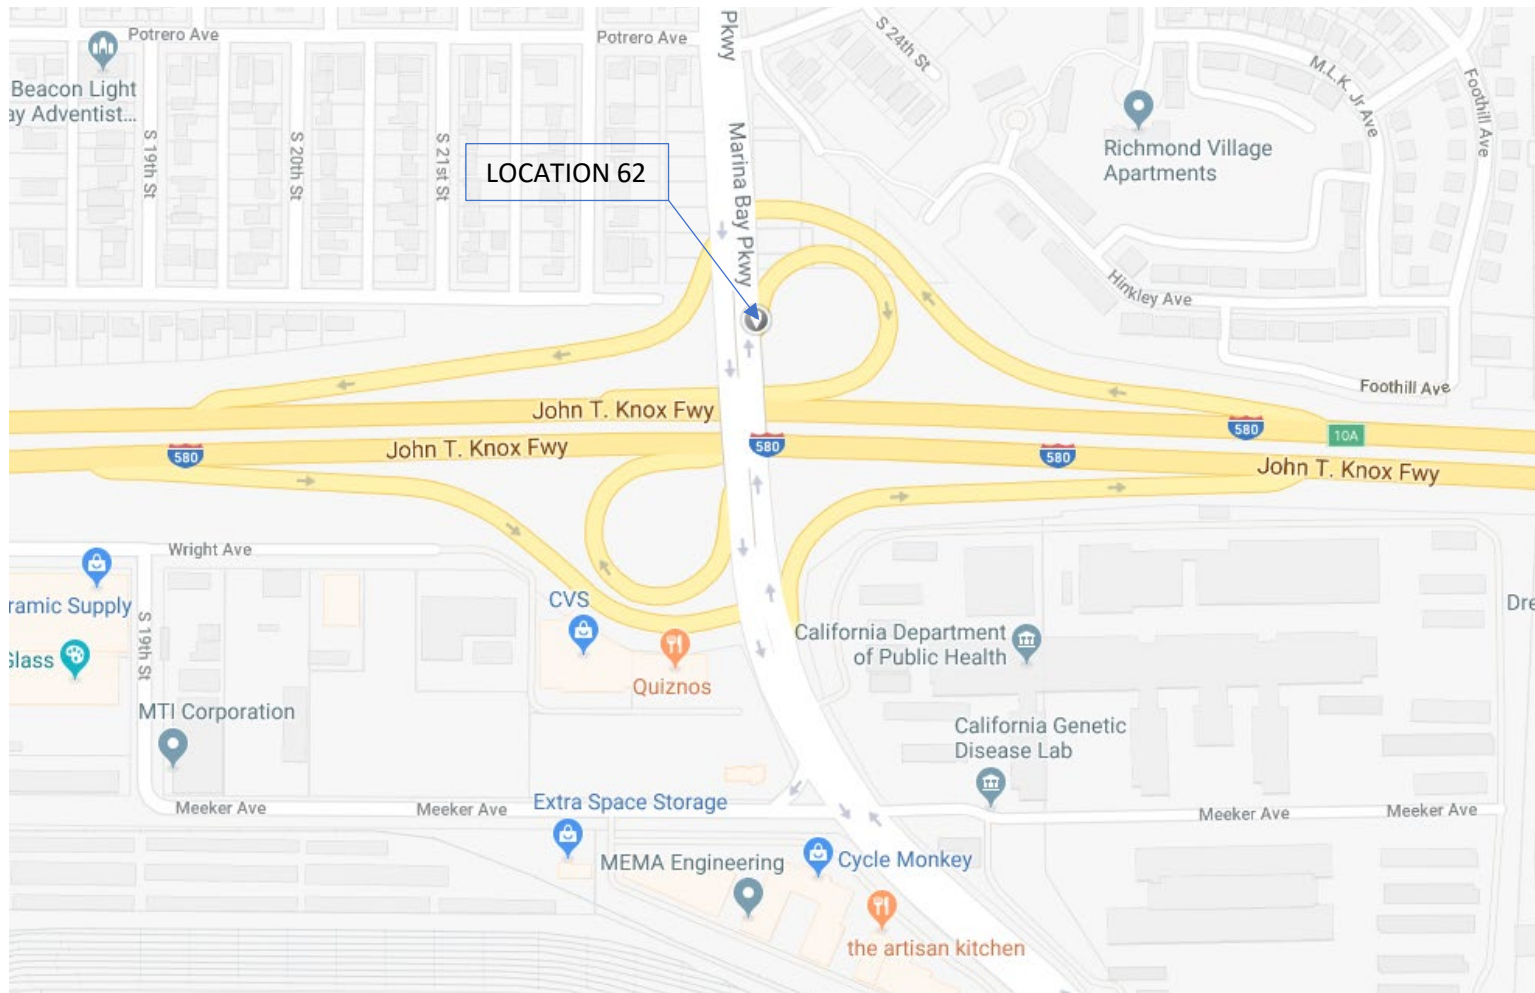 Potrero Ave
Potrero Ave
Pkwy
S 24th St
Beacon Light
ay Adventist...
M.L.K. Jr Ave
Foothill Ave
S 19th St
S 20th St
S 21st St
LOCATION 62
Marina Bay Pkwy
Richmond Village
Apartments
Hinkley Ave
Foothill Ave
John T. Knox Fwy
580
10A
John T. Knox Fwy
580
580
580
John T. Knox Fwy
Wright Ave
ramic Supply
CVS
Dre
S 19th St
California Department
of Public Health
Glass
Quiznos
MTI Corporation
California Genetic
Disease Lab
Meeker Ave
Meeker Ave
Extra Space Storage
Meeker Ave
Meeker Ave
MEMA Engineering
Cycle Monkey
the artisan kitchen